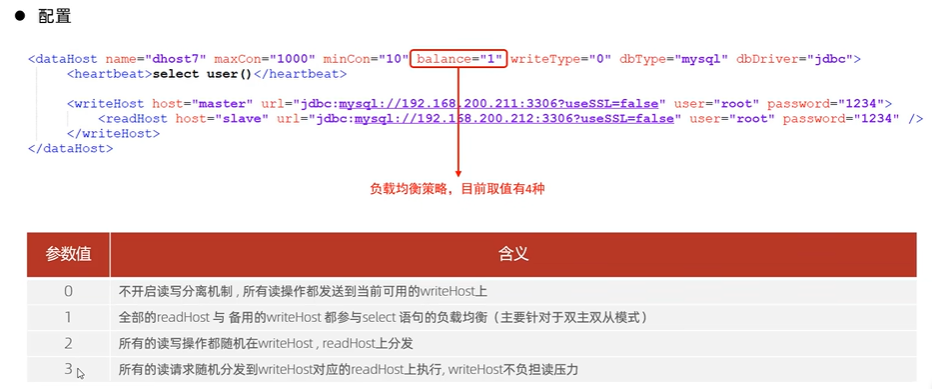 ● 配置
<dataHost name="dhost7" maxCon="1000" minCon="10" balance="1" writeType="0" dbType="mysql" dbDriver="jdbc">
<heartbeat>select user()</heartbeat>
<writeHost host="master" url="jdbc:mysql://192.168.200.211:3306?useSSL=false" user="root" password="1234">
<readHost host="slave" url="jdbc:mysql://192.168.200.212:3306?useSSL=false" user="root" password="1234" />
</writeHost>
</dataHost>
负载均衡策略，目前取值有4种
参数值 含义
0 不开启读写分离机制 , 所有读操作都发送到当前可用的writeHost上
1 全部的readHost 与 备用的writeHost 都参与select 语句的负载均衡（主要针对于双主双从模式）
2 所有的读写操作都随机在writeHost , readHost上分发
3 所有的读请求随机分发到writeHost对应的readHost上执行, writeHost不负担读压力